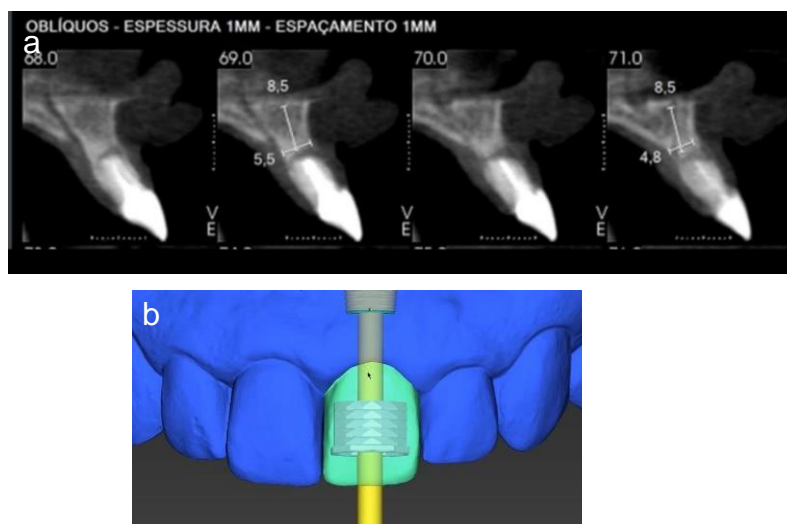 OBLÍQUOS - ESPESSURA 1MM - ESPAÇAMENTO 1MM
a
68.0 69.0 70.0 71.0
8,5 8,5
5,5 4,8
V V
E E
b